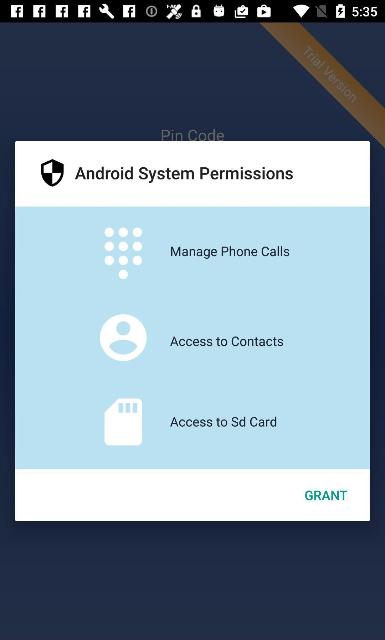 5:35
Trial Version
Pin Code
Android System Permissions
Manage Phone Calls
Access to Contacts
Access to Sd Card
GRANT